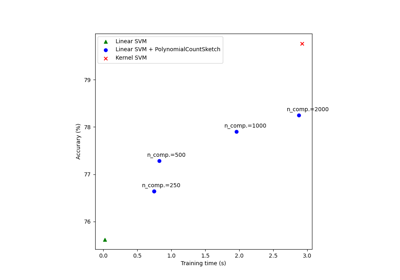 Linear SVM
Linear SVM + PolynomialCountSketch
Kernel SVM
79
n_comp.=2000
78
n_comp.=1000
n_comp.=500
77
n_comp.=250
76
0.0 0.5 1.0 1.5 2.0 2.5 3.0
Training time (s)
Accurary (%)